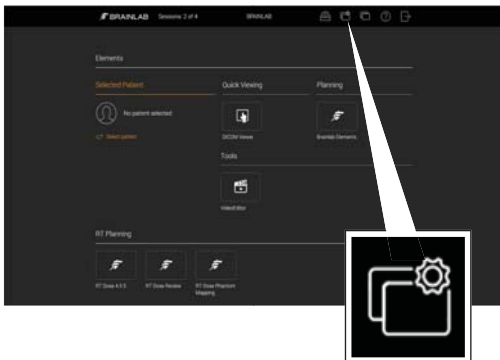 BRAINLAB Sessions: 2 of 4 BRAINLAB
Elements
Selected Patient Quick Viewing Planning
No patient selected
Select patient
DICOM Viewer Brainlab Elements
Tools
VideoEditor
RT Planning
RT Dose 4.5.5 RT Dose Review RT Dose Phantom
Mapping